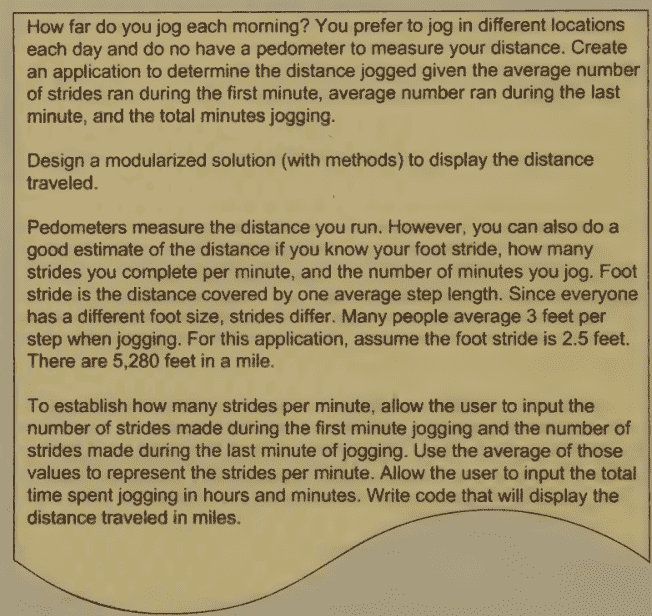 How far do you jog each morning? You prefer to jog in different locations
each day and do no have a pedometer to measure your distance. Create
an application to determine the distance jogged given the average number
of strides ran during the first minute, average number ran during the last
minute, and the total minutes jogging.
Design a modularized solution (with methods) to display the distance
traveled.
Pedometers measure the distance you run. However, you can also do a
good estimate of the distance if you know your foot stride, how many
strides you complete per minute, and the number of minutes you jog. Foot
stride is the distance covered by one average step length. Since everyone
has a different foot size, strides differ. Many people average 3 feet per
step when jogging. For this application, assume the foot stride is 2.5 feet.
There are 5,280 feet in a mile.
To establish how many strides per minute, allow the user to input the
number of strides made during the first minute jogging and the number of
strides made during the last minute of jogging. Use the average of those
values to represent the strides per minute. Allow the user to input the total
time spent jogging in hours and minutes. Write code that will display the
distance traveled in miles.